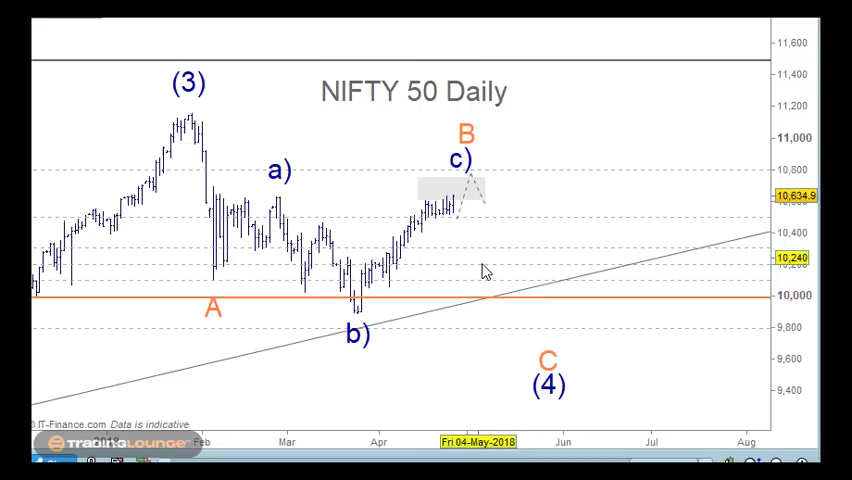 11,600
11,400
(3)
NIFTY 50 Daily
11,200
11,000
B
c)
a)
10,800
10,634.9
10,400
10,240
10,000
A
b)
9,800
C
9,600
(4)
9,400
© IT-Finance.com Data is indicative
2018 Feb Mar Apr Fri 04-May-2018 Jun Jul Aug
TRADINGLOUNGE